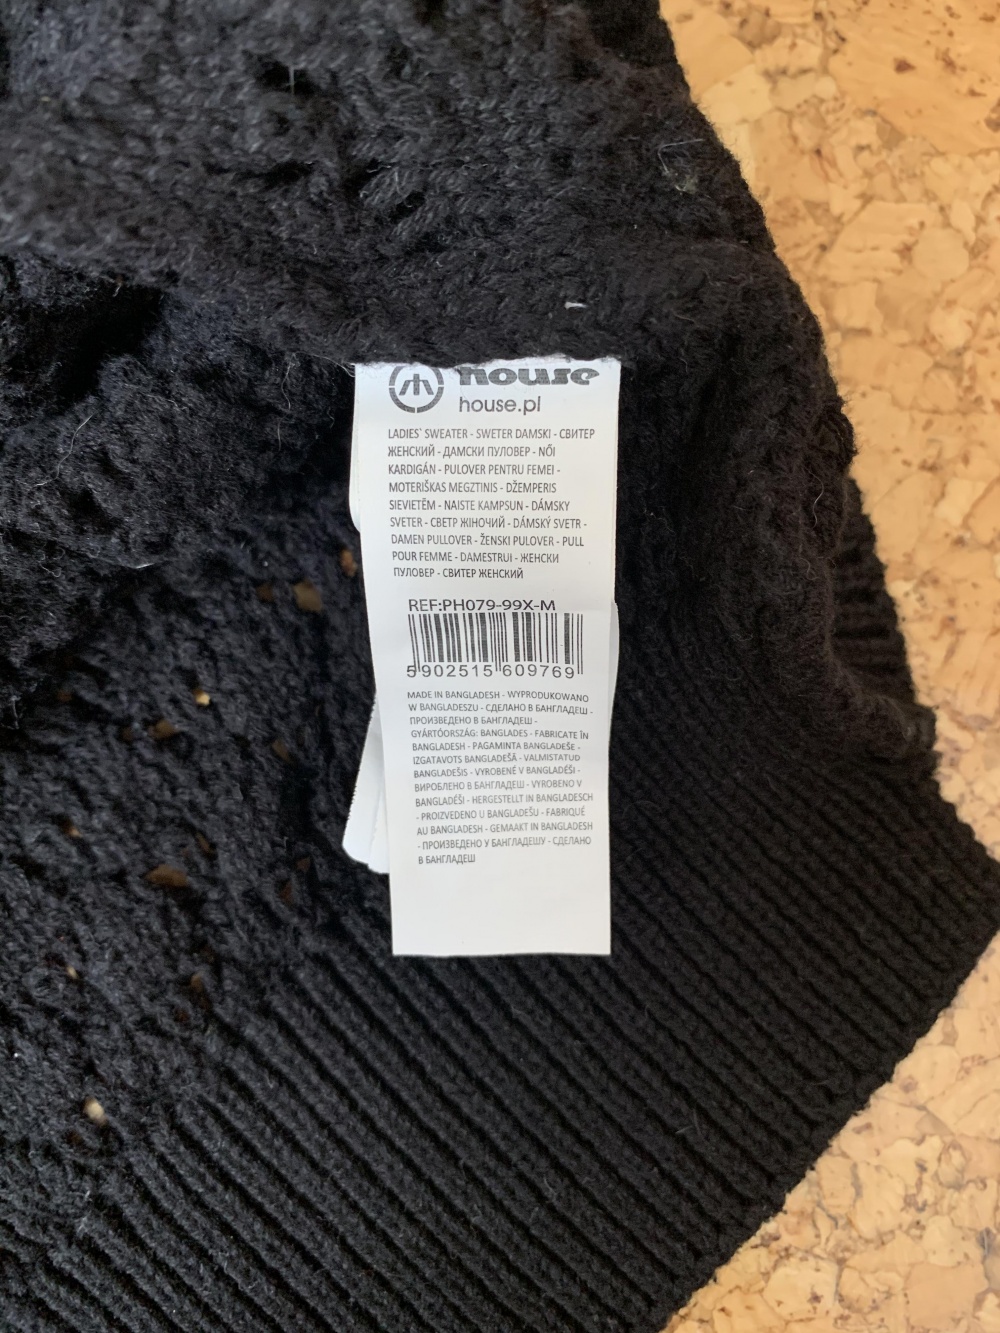 house
house.pl
LADIES` SWEATER - SWETER DAMSKI - СВИТЕР
ЖЕНСКИЙ - ДАМСКИ ПУЛОВЕР - NŐI
KARDIGÁN - PULOVER PENTRU FEMEI -
MOTERIŠKAS MEGZTINIS - DŽEMPERIS
SIEVIETĒM - NAISTE KAMPSUN - DÁMSKY
SVETER - СВЕТР ЖІНОЧИЙ - DÁMSKÝ SVETR -
DAMEN PULLOVER - ŽENSKI PULOVER - PULL
POUR FEMME - DAMESTRUI - ЖЕНСКИ
ПУЛОВЕР - СВИТЕР ЖЕНСКИЙ
REF:PH079-99X-M
5 902515 609769
MADE IN BANGLADESH - WYPRODUKOWANO
W BANGLADESZU - СДЕЛАНО В БАНГЛАДЕШ -
ПРОИЗВЕДЕНО В БАНГЛАДЕШ -
GYÁRTÓORSZÁG: BANGLADES - FABRICATE ÎN
BANGLADESH - PAGAMINTA BANGLADEŠE -
IZGATAVOTS BANGLADEŠĀ - VALMISTATUD
BANGLADESIS - VYROBENÉ V BANGLADÉŠI -
ВИРОБЛЕНО В БАНГЛАДЕШ - VYROBENO V
BANGLADÉŠI - HERGESTELLT IN BANGLADESCH
- PROIZVEDENO U BANGLADEŠU - FABRIQUÉ
AU BANGLADESH - GEMAAKT IN BANGLADESH
- ПРОИЗВЕДЕНО У БАНГЛАДЕШУ - СДЕЛАНО
В БАНГЛАДЕШ